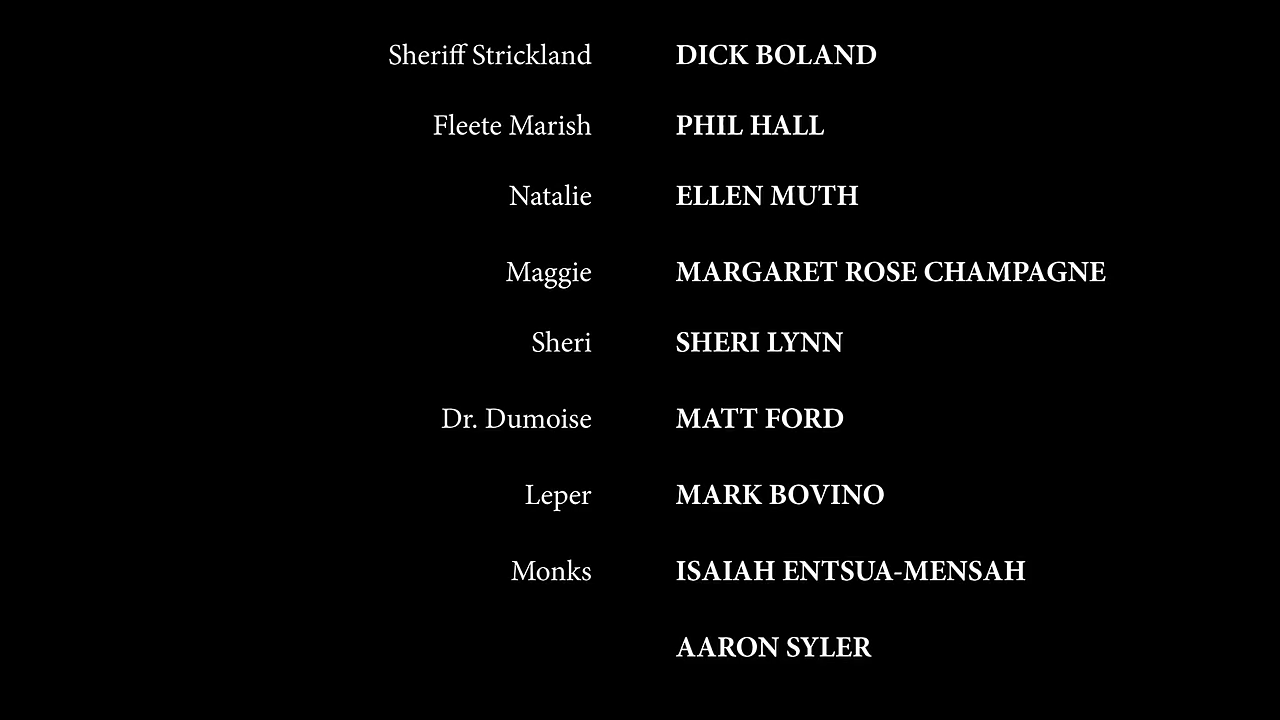 Sheriff Strickland DICK BOLAND
Fleete Marish PHIL HALL
Natalie ELLEN MUTH
Maggie MARGARET ROSE CHAMPAGNE
Sheri SHERI LYNN
Dr. Dumoise MATT FORD
Leper MARK BOVINO
Monks ISAIAH ENTSUA-MENSAH
AARON SYLER